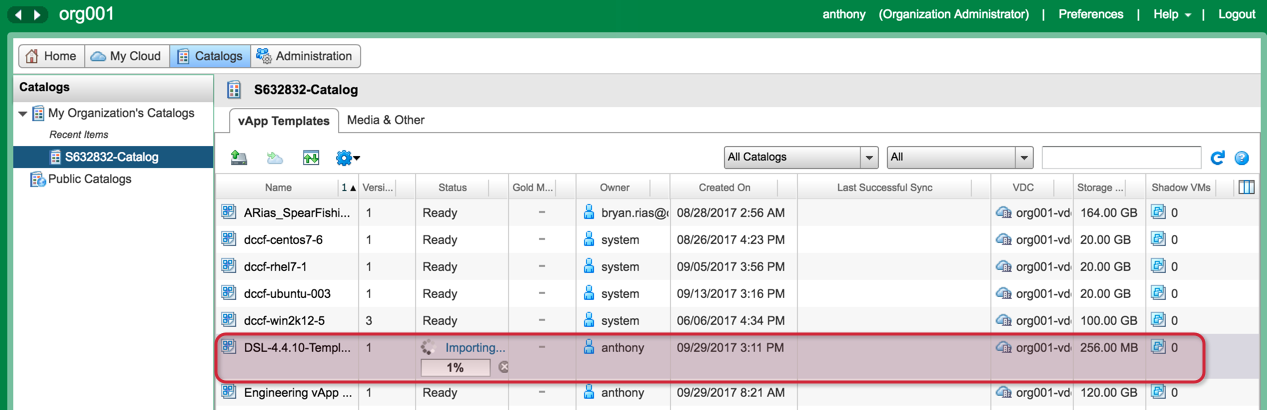 org001 anthony (Organization Administrator) | Preferences | Help | Logout
Home My Cloud Catalogs Administration
Catalogs
My Organization's Catalogs
Recent Items
S632832-Catalog
Public Catalogs
S632832-Catalog
vApp Templates Media & Other
All Catalogs All
Name 1 Versi... Status Gold M... Owner Created On Last Successful Sync VDC Storage ... Shadow VMs
ARias_SpearFishi... 1 Ready – bryan.rias@ 08/28/2017 2:56 AM org001-vd 164.00 GB 0
dccf-centos7-6 1 Ready – system 08/26/2017 4:23 PM org001-vd 20.00 GB 0
dccf-rhel7-1 1 Ready – system 09/05/2017 3:56 PM org001-vd 20.00 GB 0
dccf-ubuntu-003 1 Ready – system 09/13/2017 3:16 PM org001-vd 20.00 GB 0
dccf-win2k12-5 3 Ready – system 06/06/2017 4:34 PM org001-vd 100.00 GB 0
DSL-4.4.10-Templ... 1 Importing... – anthony 09/29/2017 3:11 PM org001-vd 256.00 MB 0
1%
Engineering vApp ... 1 Ready – anthony 09/29/2017 8:21 AM org001-vd 120.00 GB 0